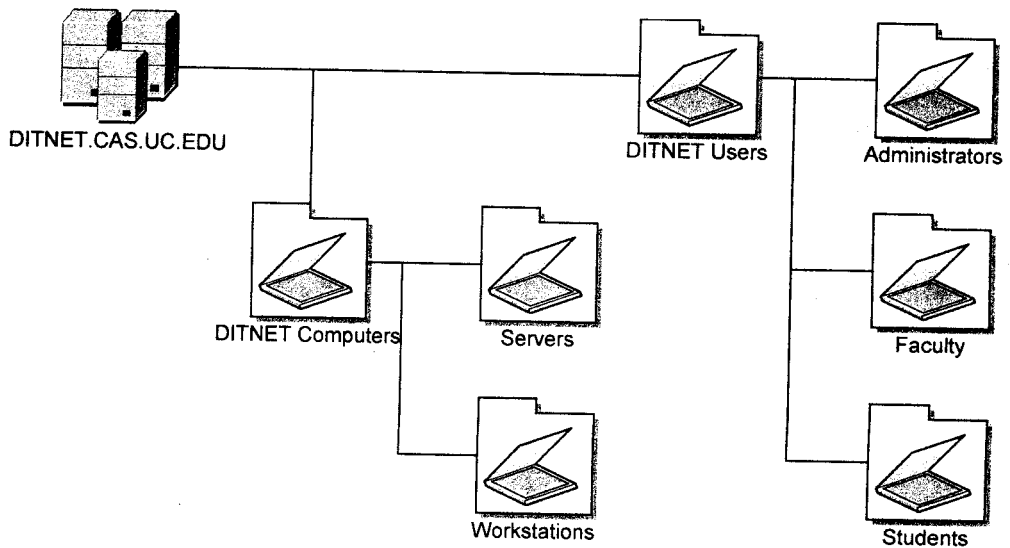 DITNET.CAS.UC.EDU
DITNET Users
Administrators
DITNET Computers
Servers
Faculty
Workstations
Students